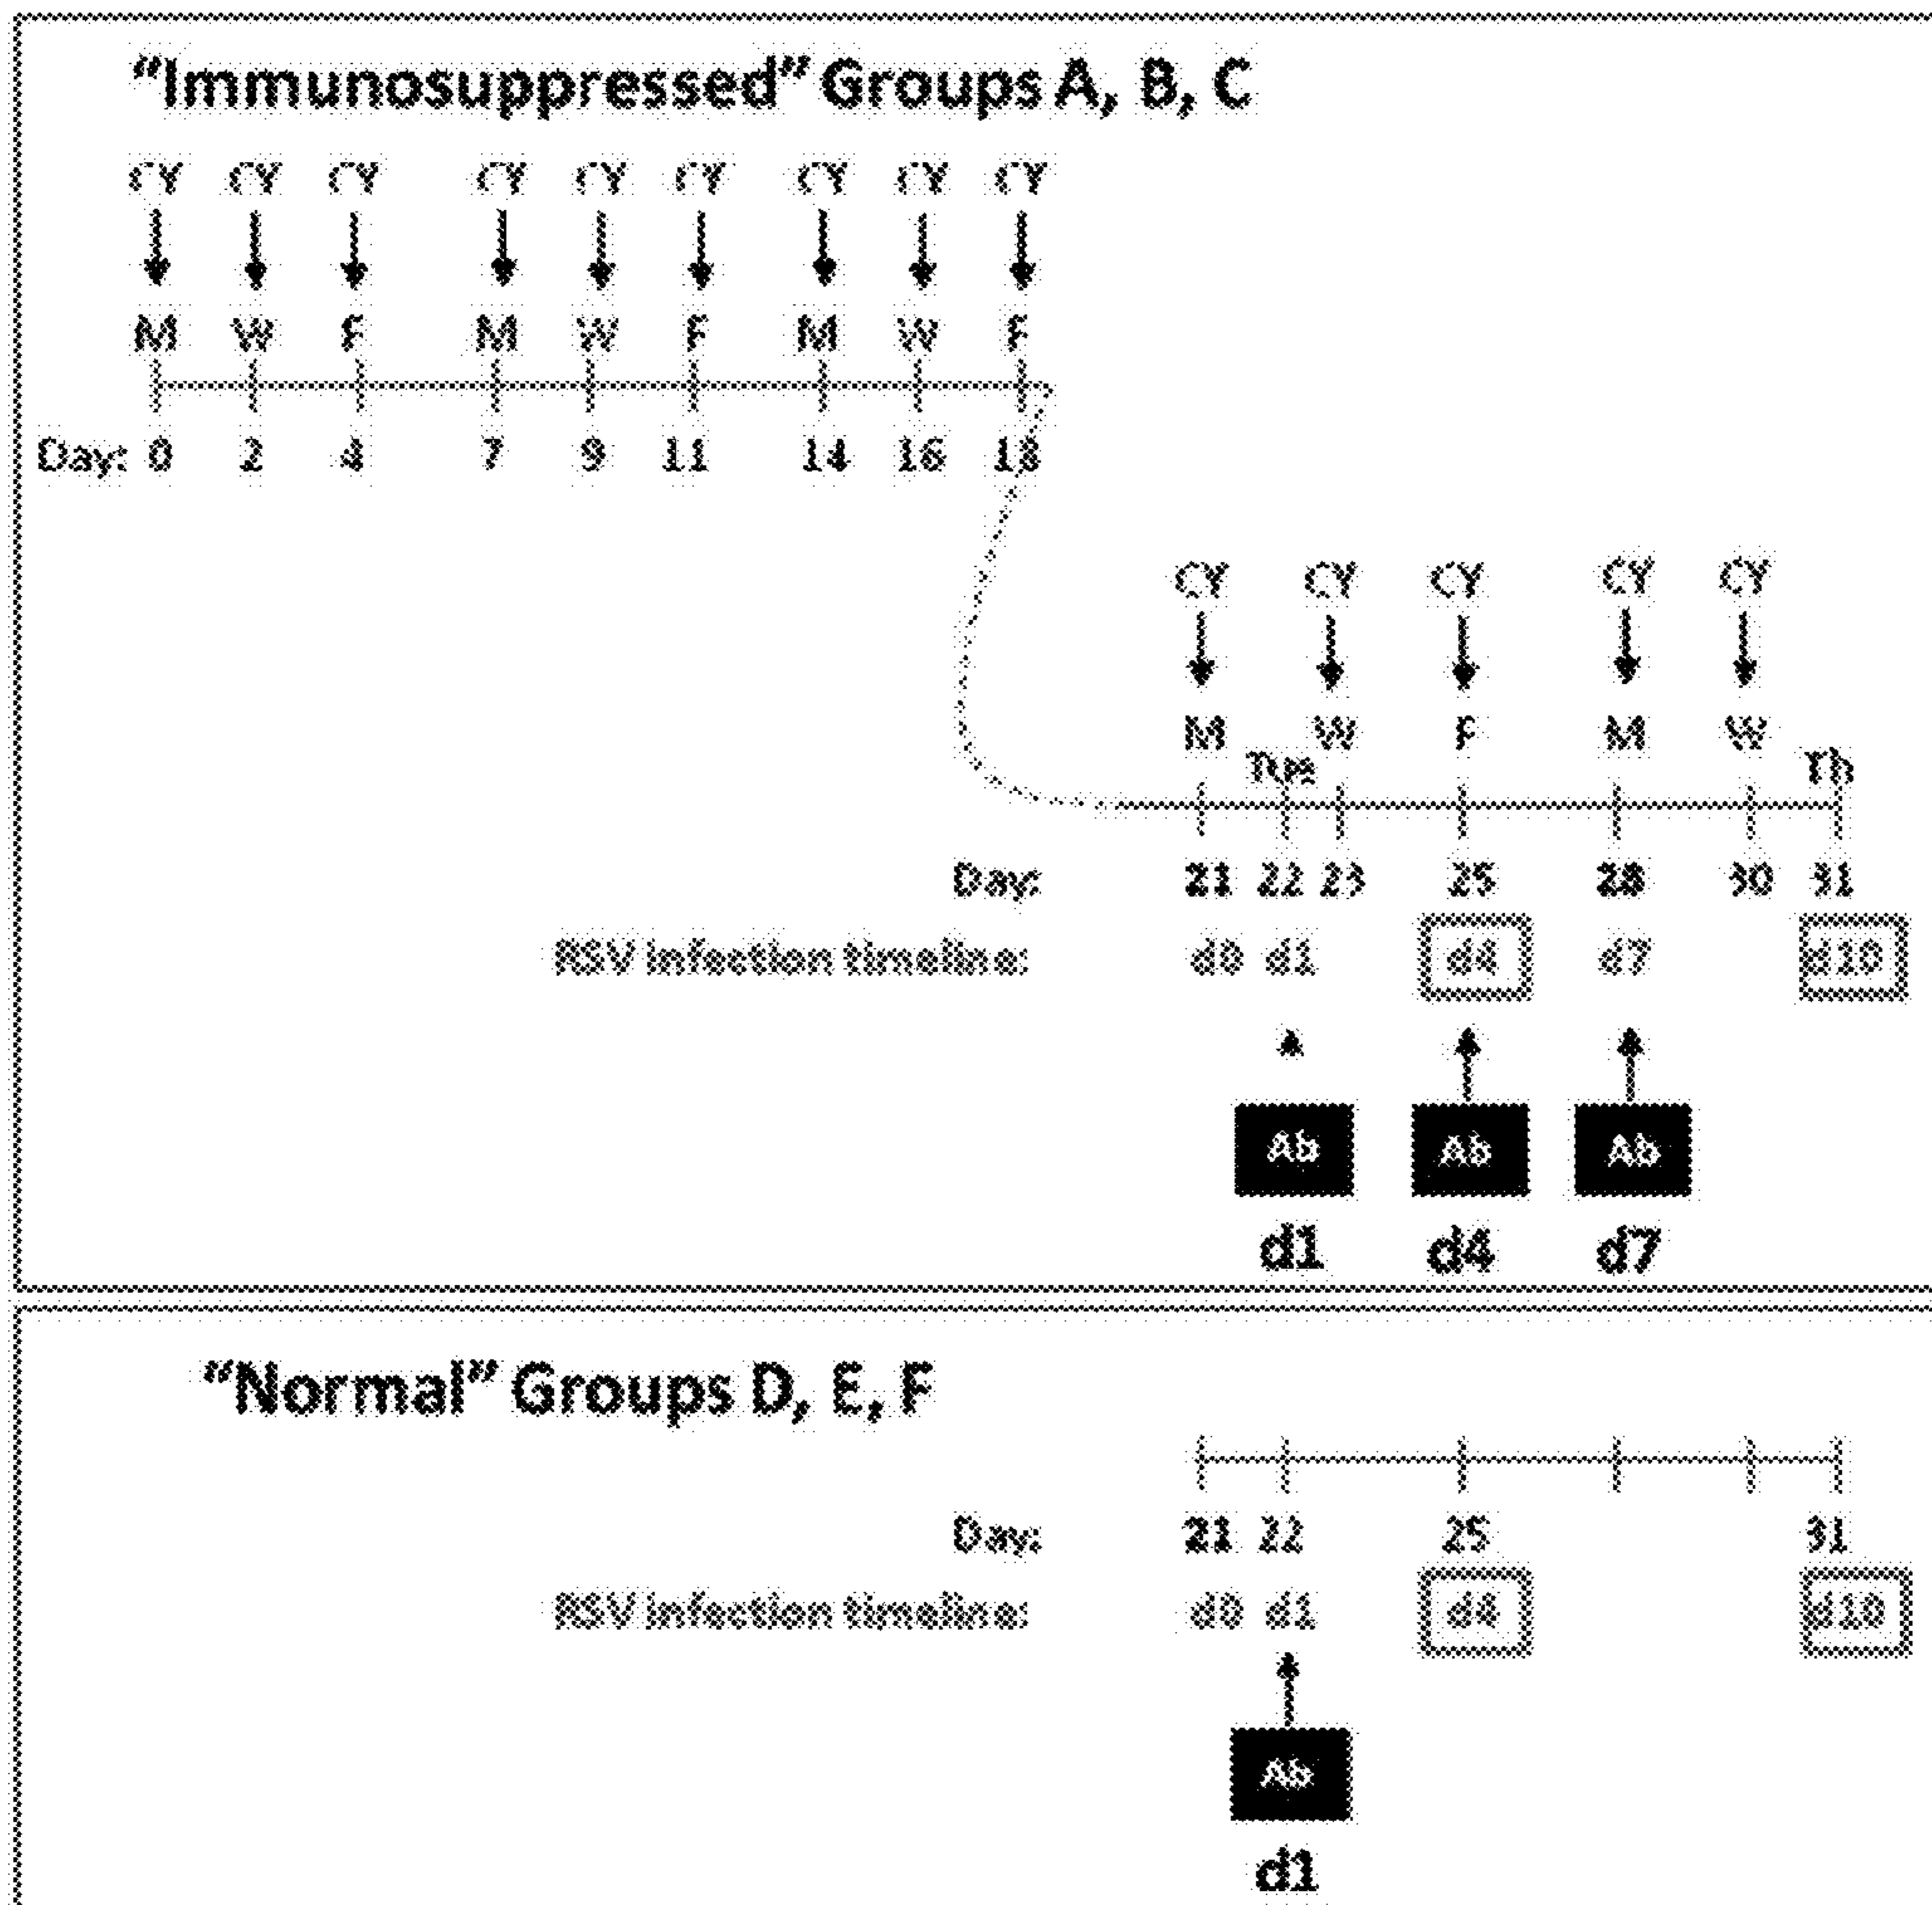 "Immunosuppressed" Groups A, B, C
CY CY CY CY CY CY CY CY CY
M W F M W F M W F
Day: 0 2 4 7 9 11 14 16 18
CY CY CY CY CY
M Tue W F M W Th
Day: 21 22 23 25 28 30 31
RSV infection timeline: d0 d1 d4 d7 d10
Ab Ab Ab
d1 d4 d7
"Normal" Groups D, E, F
Day: 21 22 25 31
RSV infection timeline: d0 d1 d4 d10
Ab
d1